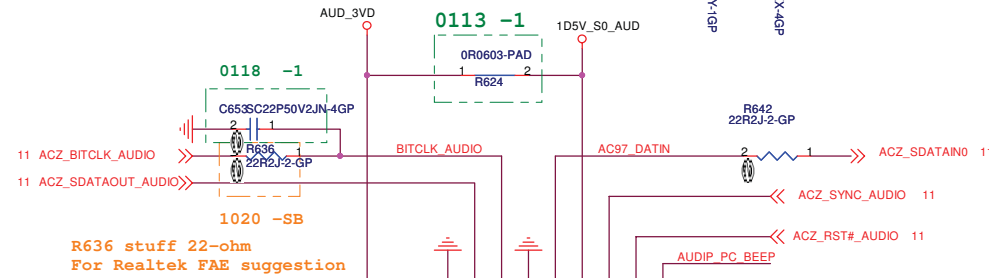 AUD_3VD
0113 -1
1D5V_S0_AUD
Y-1GP
X-4GP
0R0603-PAD
1
2
R624
0118 -1
C653
SC22P50V2JN-4GP
2
1
R642
22R2J-2-GP
11 ACZ_BITCLK_AUDIO
2
R636
1
22R2J-2-GP
BITCLK_AUDIO
AC97_DATIN
2
1
ACZ_SDATAIN0
11 ACZ_SDATAOUT_AUDIO
ACZ_SYNC_AUDIO 11
1020 -SB
ACZ_RST#_AUDIO 11
R636 stuff 22-ohm
For Realtek FAE suggestion
AUDIP_PC_BEEP